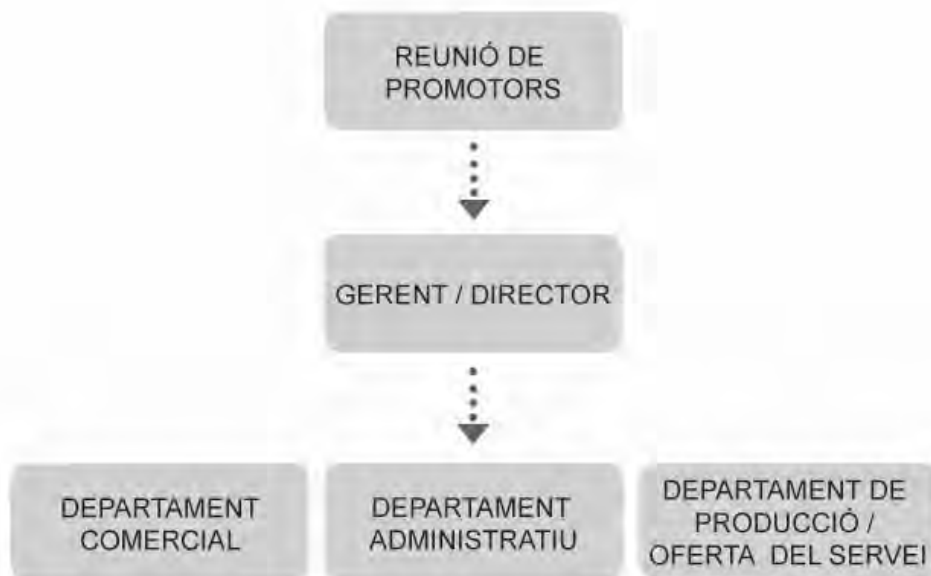 REUNIÓ DE
PROMOTORS
GERENT / DIRECTOR
DEPARTAMENT
COMERCIAL
DEPARTAMENT
ADMINISTRATIU
DEPARTAMENT DE
PRODUCCIÓ /
OFERTA DEL SERVEI